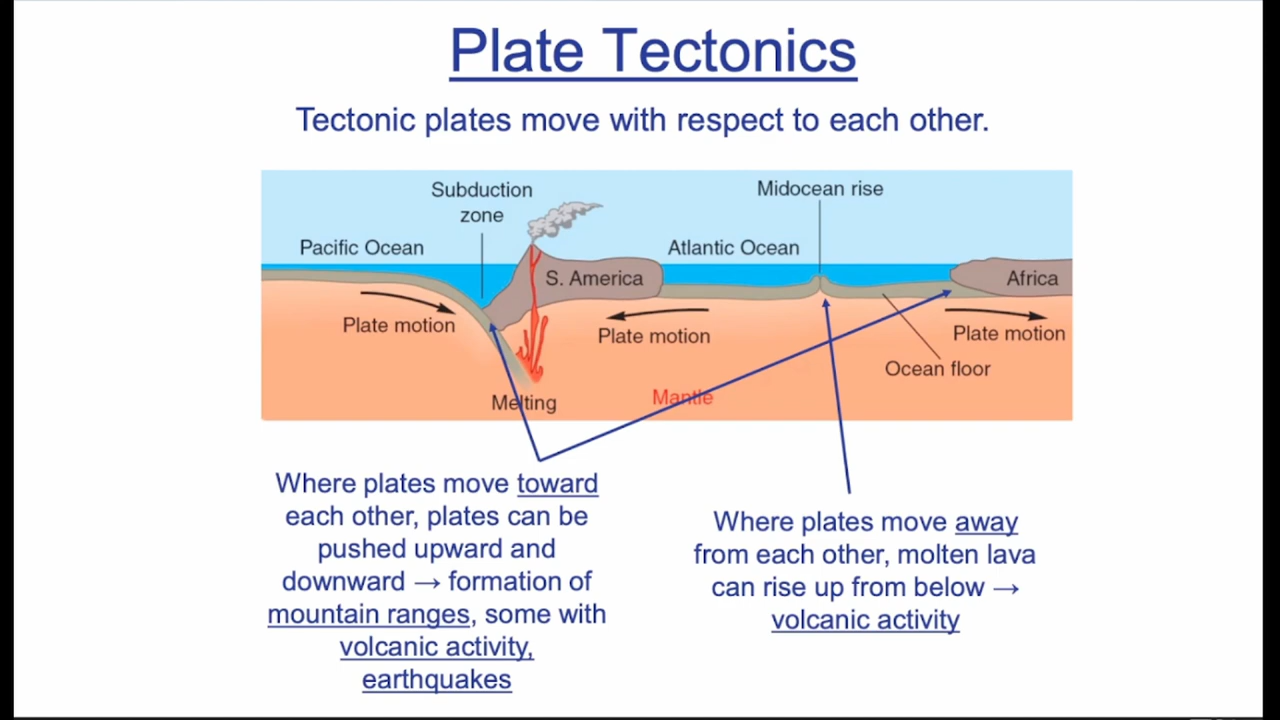 Plate Tectonics
Tectonic plates move with respect to each other.
Subduction
zone
Midocean rise
Pacific Ocean
Atlantic Ocean
S. America
Africa
Plate motion
Plate motion
Plate motion
Ocean floor
Melting
Mantle
Where plates move toward
each other, plates can be
pushed upward and
downward → formation of
mountain ranges, some with
volcanic activity,
earthquakes
Where plates move away
from each other, molten lava
can rise up from below →
volcanic activity